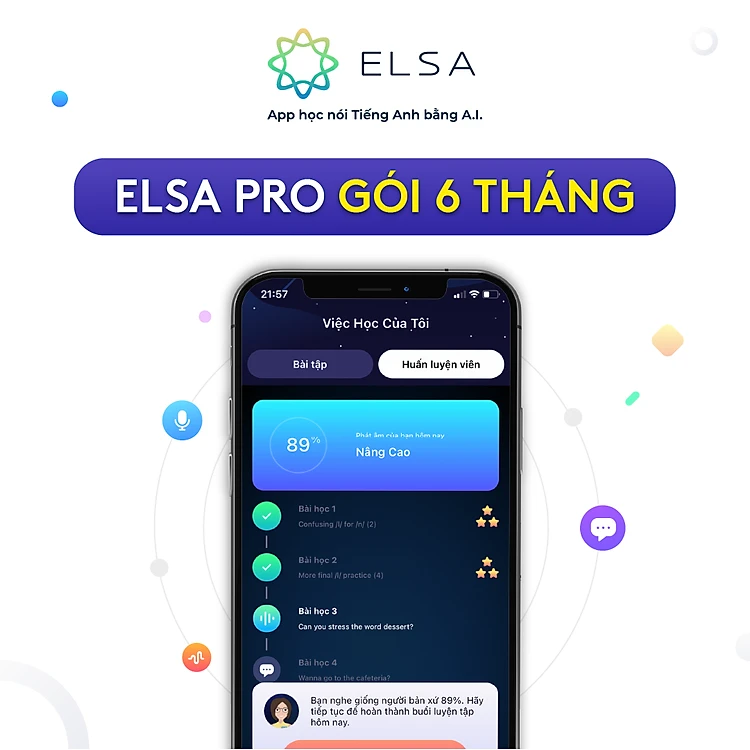 ELSA
App học nói Tiếng Anh bằng A.I.
ELSA PRO GÓI 6 THÁNG
21:57
Việc Học Của Tôi
Bài tập
Huấn luyện viên
89%
Phát âm của bạn hôm nay
Nâng Cao
Bài học 1
Confusing /l/ for /n/ (2)
Bài học 2
More final /l/ practice (4)
Bài học 3
Can you stress the word dessert?
Bài học 4
Wanna go to the cafeteria?
Bạn nghe giống người bản xứ 89%. Hãy
tiếp tục để hoàn thành buổi luyện tập
hôm nay.